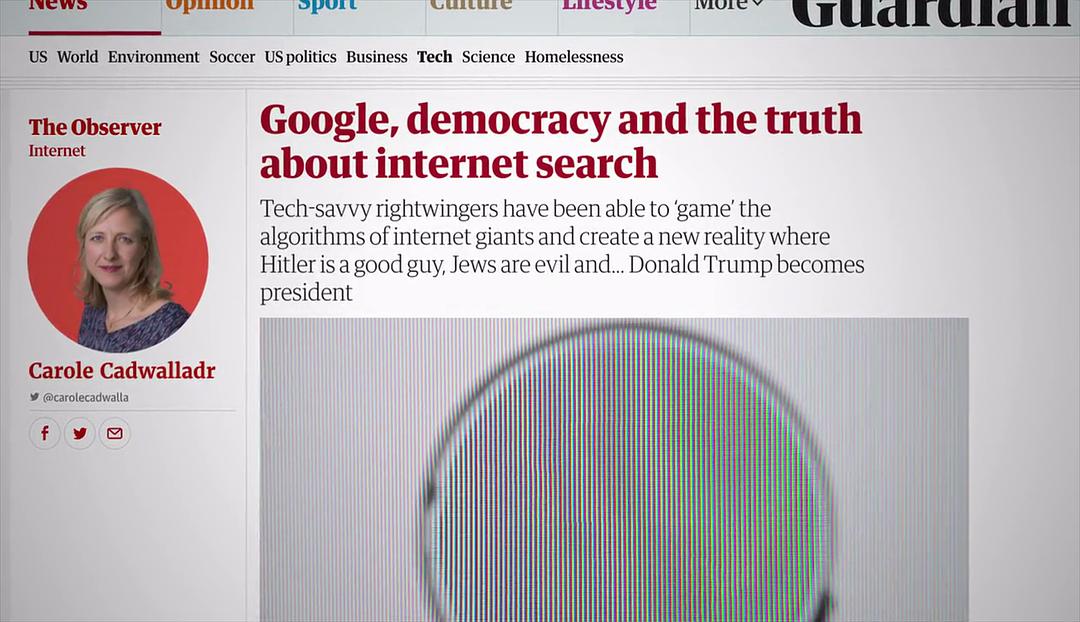 News Opinion Sport Culture Lifestyle More
Guardian
US World Environment Soccer US politics Business Tech Science Homelessness
The Observer
Internet
Carole Cadwalladr
@carolecadwalla
Google, democracy and the truth
about internet search
Tech-savvy rightwingers have been able to ‘game’ the
algorithms of internet giants and create a new reality where
Hitler is a good guy, Jews are evil and... Donald Trump becomes
president